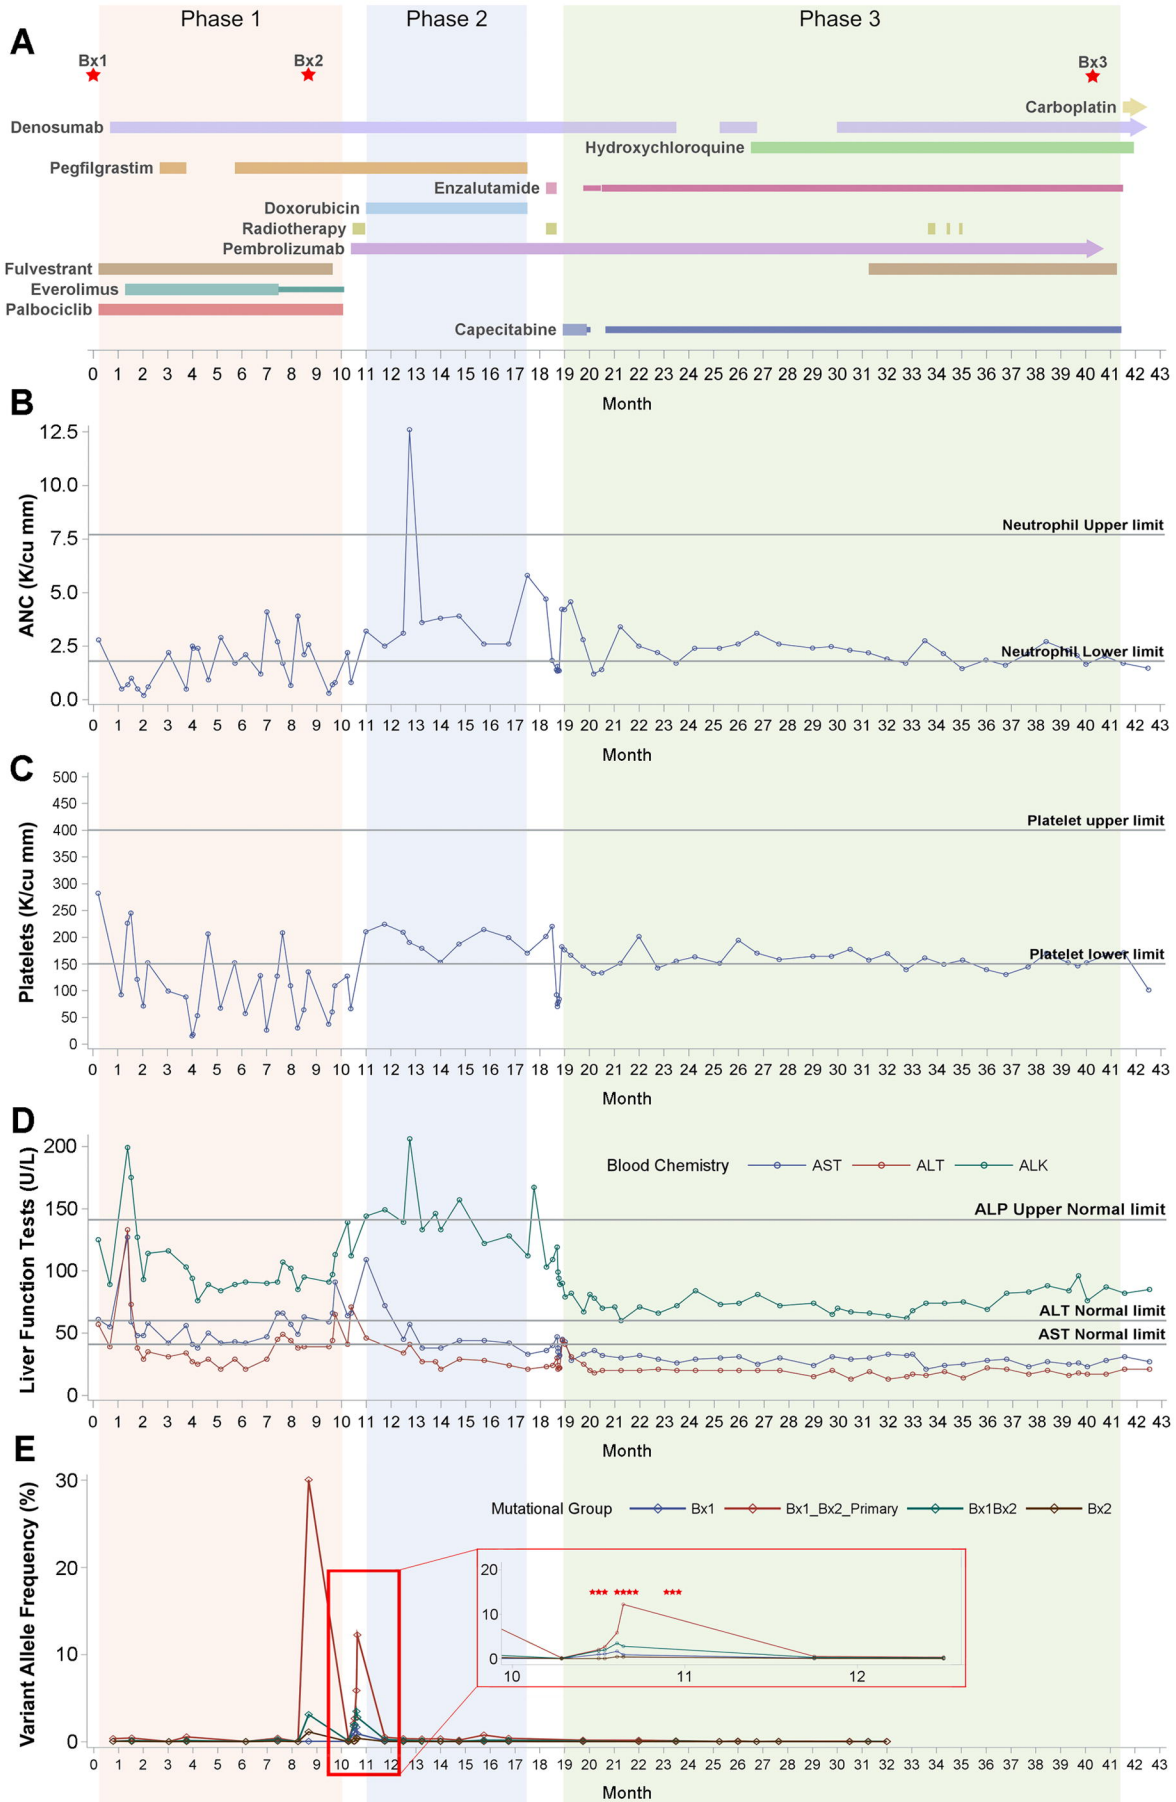 Phase 1 Phase 2 Phase 3
A
Bx1 Bx2 Bx3
Carboplatin
Denosumab
Hydroxychloroquine
Pegfilgrastim
Enzalutamide
Doxorubicin
Radiotherapy
Pembrolizumab
Fulvestrant
Everolimus
Palbociclib
Capecitabine
0 1 2 3 4 5 6 7 8 9 10 11 12 13 14 15 16 17 18 19 20 21 22 23 24 25 26 27 28 29 30 31 32 33 34 35 36 37 38 39 40 41 42 43
Month
B
ANC (K/cu mm)
12.5
10.0
7.5
5.0
2.5
0.0
Neutrophil Upper limit
Neutrophil Lower limit
0 1 2 3 4 5 6 7 8 9 10 11 12 13 14 15 16 17 18 19 20 21 22 23 24 25 26 27 28 29 30 31 32 33 34 35 36 37 38 39 40 41 42 43
Month
C
Platelets (K/cu mm)
500
450
400
350
300
250
200
150
100
50
0
Platelet upper limit
Platelet lower limit
0 1 2 3 4 5 6 7 8 9 10 11 12 13 14 15 16 17 18 19 20 21 22 23 24 25 26 27 28 29 30 31 32 33 34 35 36 37 38 39 40 41 42 43
Month
D
Liver Function Tests (U/L)
200
150
100
50
0
Blood Chemistry AST ALT ALK
ALP Upper Normal limit
ALT Normal limit
AST Normal limit
0 1 2 3 4 5 6 7 8 9 10 11 12 13 14 15 16 17 18 19 20 21 22 23 24 25 26 27 28 29 30 31 32 33 34 35 36 37 38 39 40 41 42 43
Month
E
Variant Allele Frequency (%)
30
20
10
0
Mutational Group Bx1 Bx1_Bx2_Primary Bx1Bx2 Bx2
20
10
0
10 11 12
0 1 2 3 4 5 6 7 8 9 10 11 12 13 14 15 16 17 18 19 20 21 22 23 24 25 26 27 28 29 30 31 32 33 34 35 36 37 38 39 40 41 42 43
Month